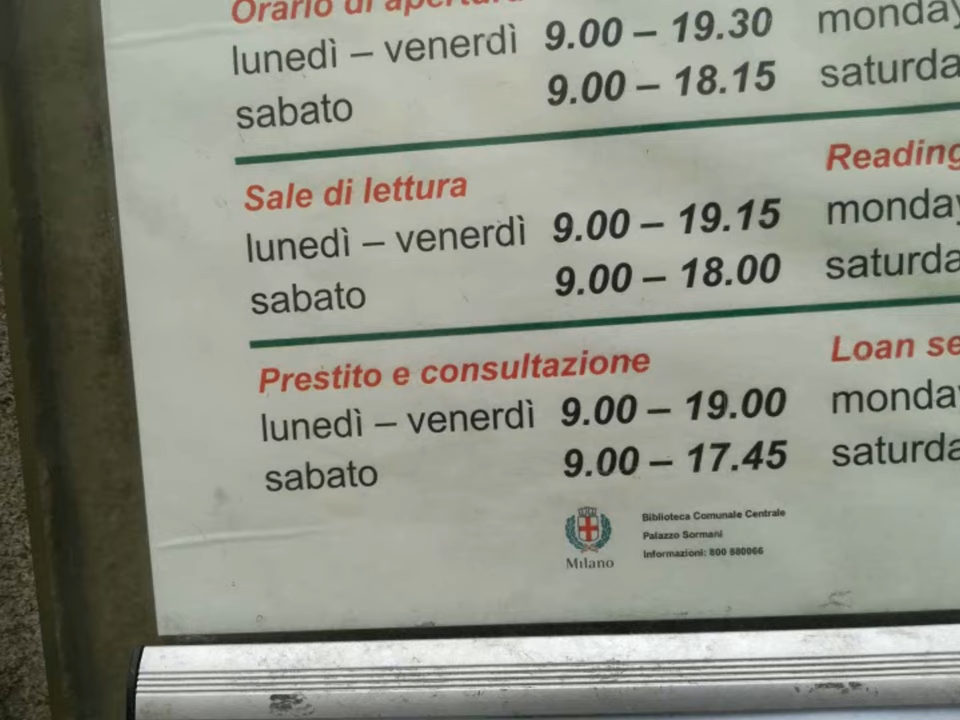 Orario di apertura
lunedì – venerdì 9.00 – 19.30
sabato 9.00 – 18.15
monday
saturda
Sale di lettura
lunedì – venerdì 9.00 – 19.15
sabato 9.00 – 18.00
Reading
monday
saturda
Prestito e consultazione
lunedì – venerdì 9.00 – 19.00
sabato 9.00 – 17.45
Loan se
monday
saturda
Milano
Biblioteca Comunale Centrale
Palazzo Sormani
Informazioni: 800 880066